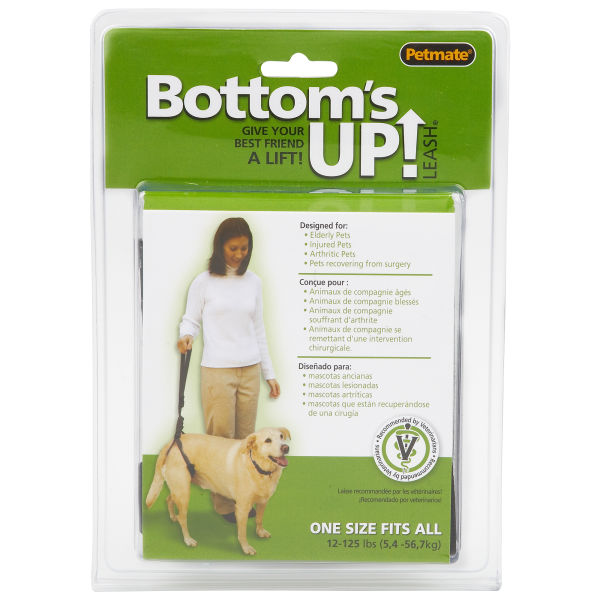 Petmate®
Bottom's
UP!
LEASH®
GIVE YOUR
BEST FRIEND
A LIFT!
Designed for:
• Elderly Pets
• Injured Pets
• Arthritic Pets
• Pets recovering from surgery
Conçue pour :
• Animaux de compagnie âgés
• Animaux de compagnie blessés
• Animaux de compagnie
souffrant d'arthrite
• Animaux de compagnie se
remettant d'une intervention
chirurgicale.
Diseñado para:
• mascotas ancianas
• mascotas lesionadas
• mascotas artríticas
• mascotas que están recuperándose
de una cirugía
• Recommended by Veterinarians
• Recommended by Veterinarians
V
Laisse recommandée par les vétérinaires!
¡Recomendado por veterinarios!
ONE SIZE FITS ALL
12-125 lbs (5,4 -56,7kg)